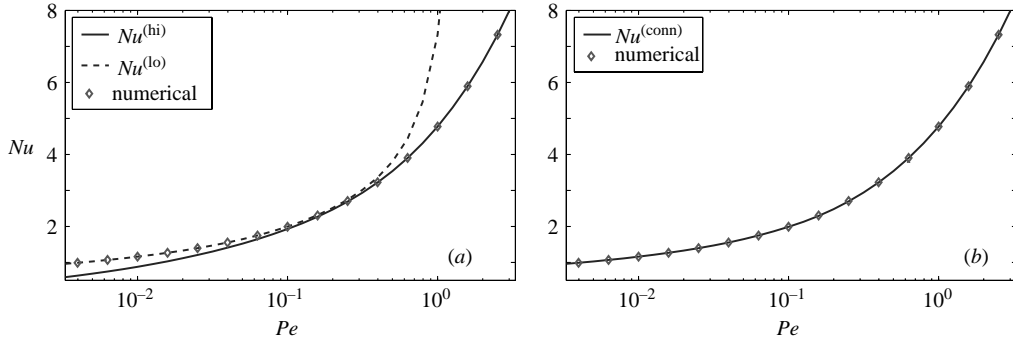 8
6
4
2
Nu
Nu^(hi)
Nu^(lo)
numerical
(a)
10^−2
10^−1
10^0
Pe
8
6
4
2
Nu^(conn)
numerical
(b)
10^−2
10^−1
10^0
Pe